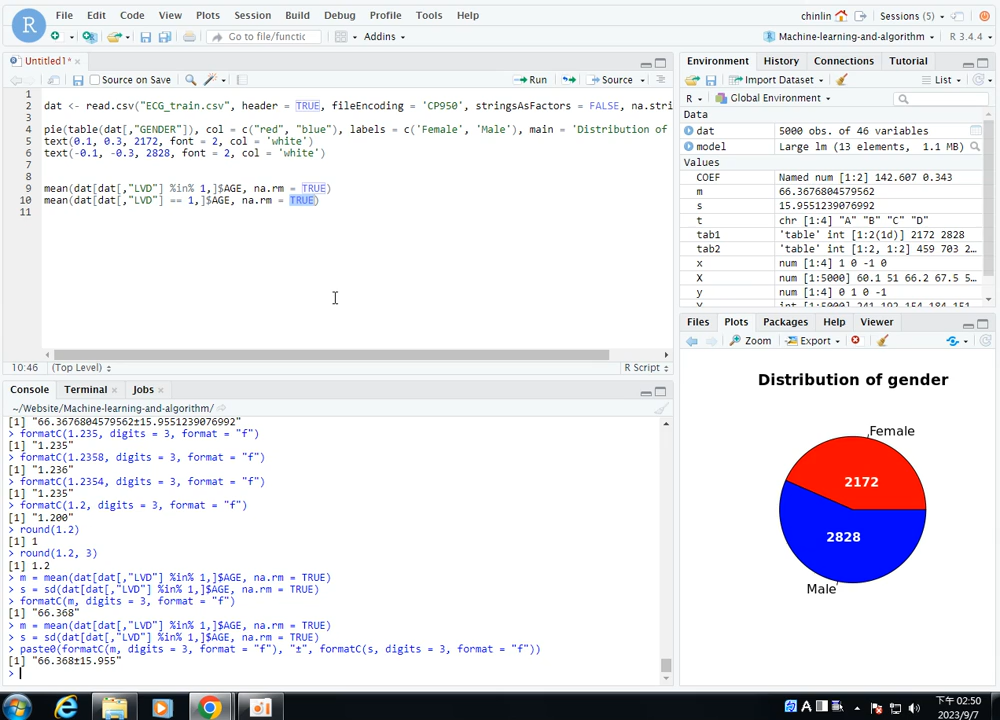 File Edit Code View Plots Session Build Debug Profile Tools Help
chinlin Sessions (5)
Go to file/functic Addins
Machine-learning-and-algorithm R 3.4.4
Untitled1*
Source on Save Run Source
1
2 dat <- read.csv("ECG_train.csv", header = TRUE, fileEncoding = 'CP950', stringsAsFactors = FALSE, na.stri
4 pie(table(dat[,"GENDER"]), col = c("red", "blue"), labels = c('Female', 'Male'), main = 'Distribution of
5 text(0.1, 0.3, 2172, font = 2, col = 'white')
6 text(-0.1, -0.3, 2828, font = 2, col = 'white')
9 mean(dat[dat[,"LVD"] %in% 1,]$AGE, na.rm = TRUE)
10 mean(dat[dat[,"LVD"] == 1,]$AGE, na.rm = TRUE)
11
10:46 (Top Level) R Script
Console Terminal Jobs
~/Website/Machine-learning-and-algorithm/
[1] "66.3676804579562±15.9551239076992"
> formatC(1.235, digits = 3, format = "f")
[1] "1.235"
> formatC(1.2358, digits = 3, format = "f")
[1] "1.236"
> formatC(1.2354, digits = 3, format = "f")
[1] "1.235"
> formatC(1.2, digits = 3, format = "f")
[1] "1.200"
> round(1.2)
[1] 1
> round(1.2, 3)
[1] 1.2
> m = mean(dat[dat[,"LVD"] %in% 1,]$AGE, na.rm = TRUE)
> s = sd(dat[dat[,"LVD"] %in% 1,]$AGE, na.rm = TRUE)
> formatC(m, digits = 3, format = "f")
[1] "66.368"
> m = mean(dat[dat[,"LVD"] %in% 1,]$AGE, na.rm = TRUE)
> s = sd(dat[dat[,"LVD"] %in% 1,]$AGE, na.rm = TRUE)
> paste0(formatC(m, digits = 3, format = "f"), "±", formatC(s, digits = 3, format = "f"))
[1] "66.368±15.955"
>
Environment History Connections Tutorial
Import Dataset List
R Global Environment
Data
dat 5000 obs. of 46 variables
model Large lm (13 elements, 1.1 MB)
Values
COEF Named num [1:2] 142.607 0.343
m 66.3676804579562
s 15.9551239076992
t chr [1:4] "A" "B" "C" "D"
tab1 'table' int [1:2(1d)] 2172 2828
tab2 'table' int [1:2, 1:2] 459 703 2…
x num [1:4] 1 0 -1 0
X num [1:5000] 60.1 51 66.2 67.5 5…
y num [1:4] 0 1 0 -1
Files Plots Packages Help Viewer
Zoom Export
Distribution of gender
Female
2172
2828
Male
A
下午 02:50
2023/9/7